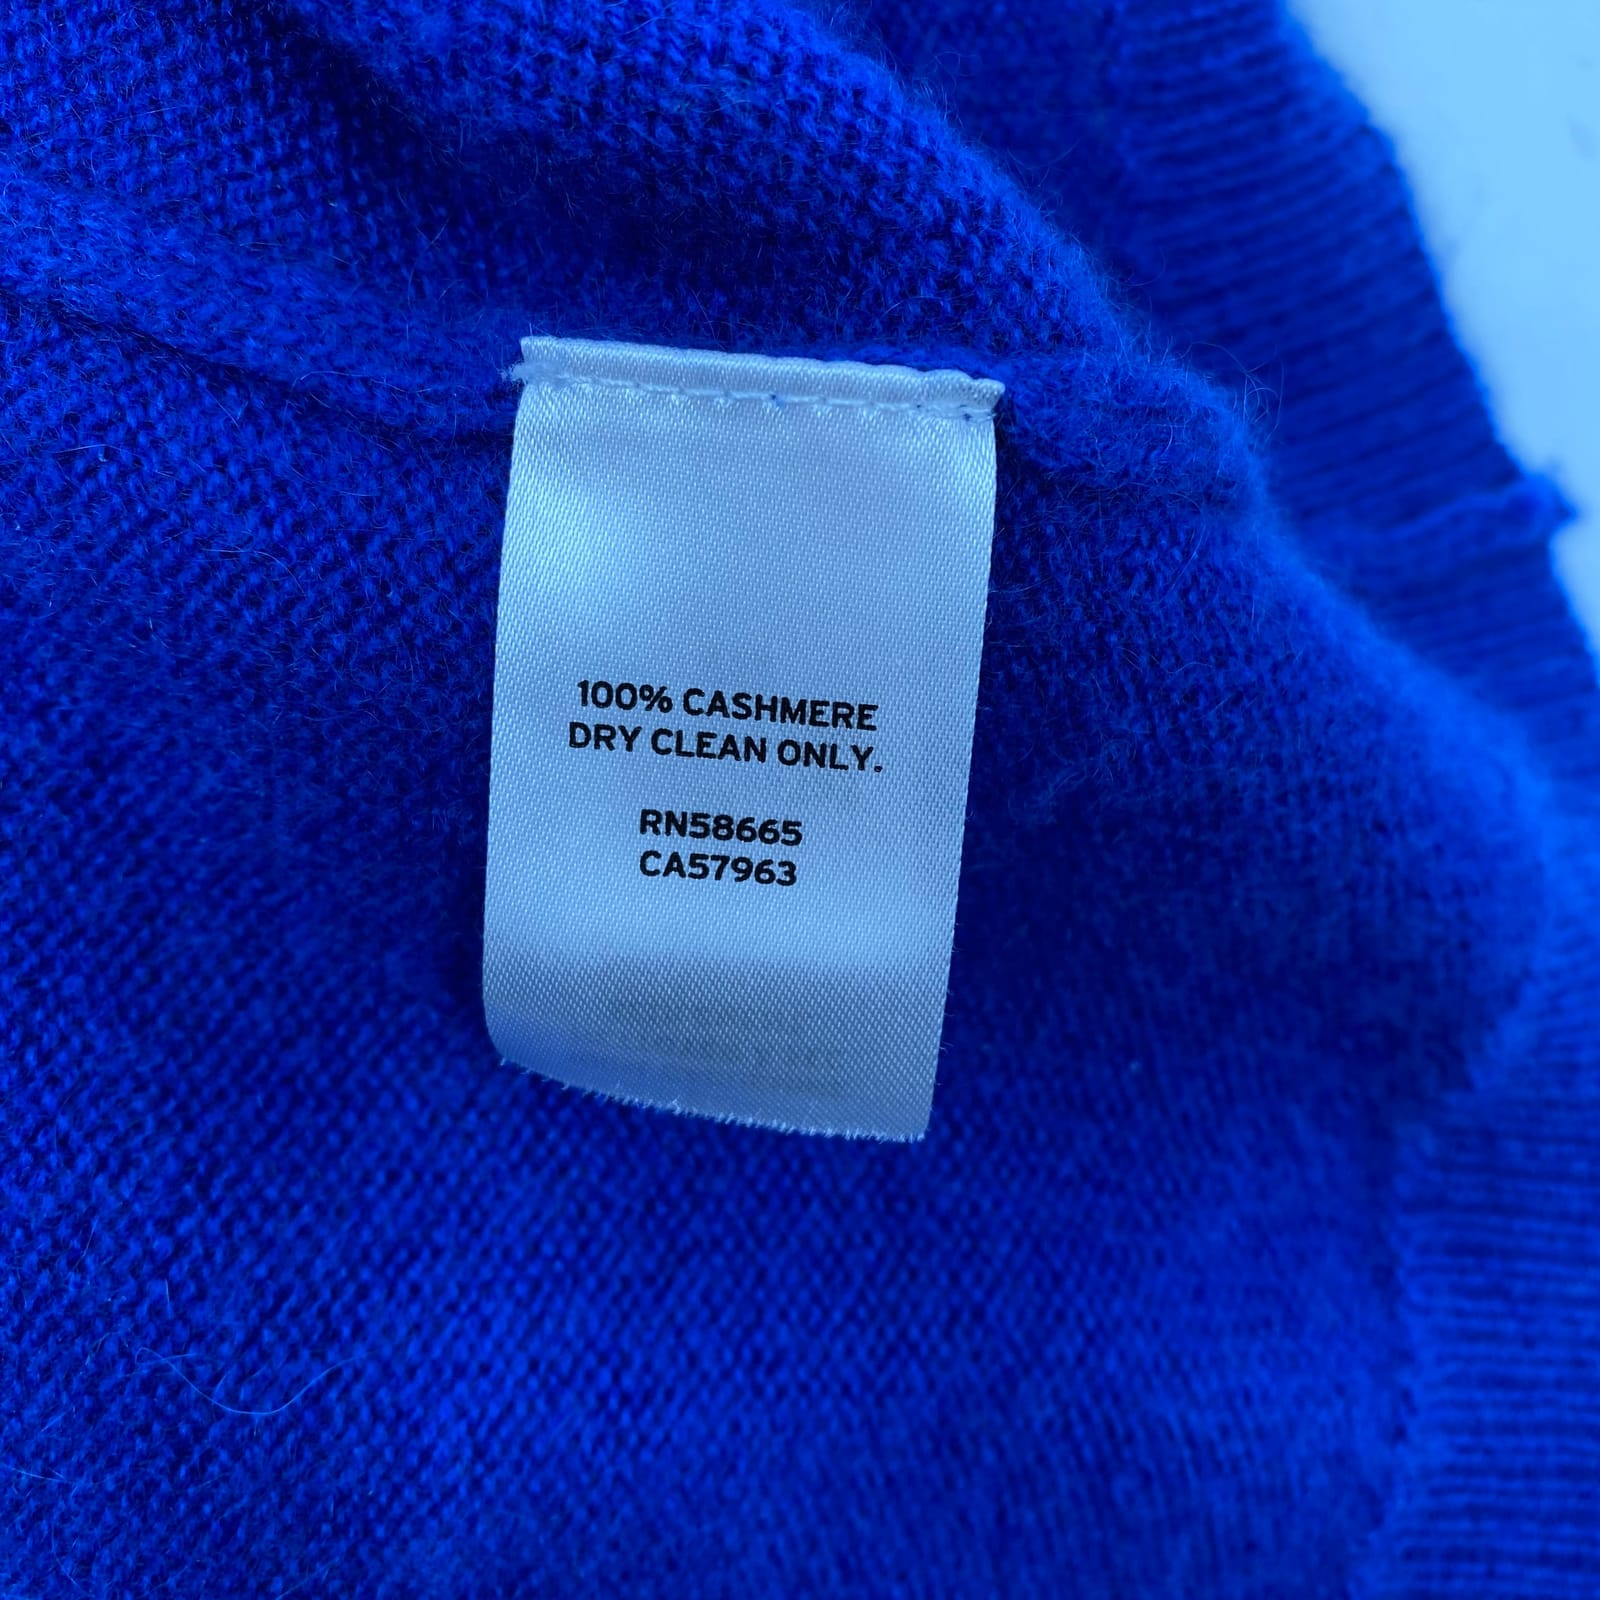 100% CASHMERE
DRY CLEAN ONLY.
RN58665
CA57963